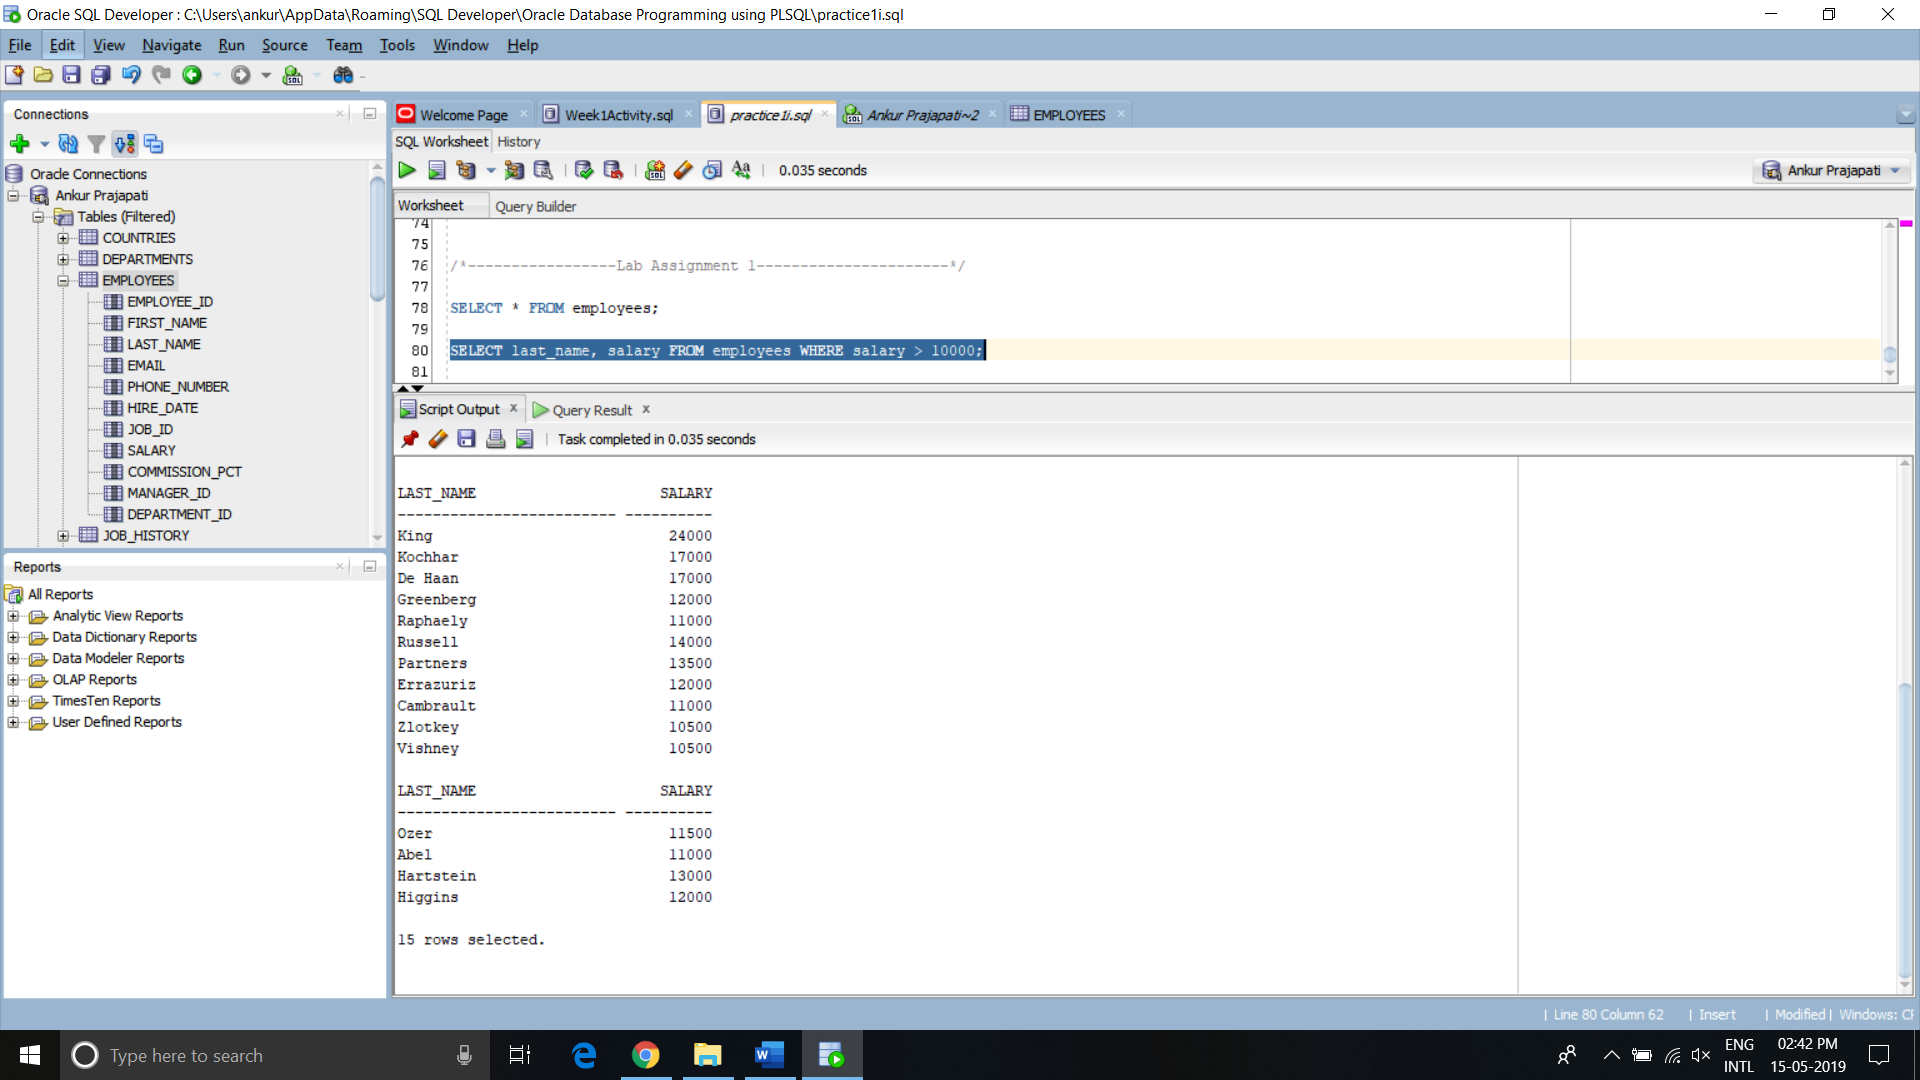 Oracle SQL Developer : C:\Users\ankur\AppData\Roaming\SQL Developer\Oracle Database Programming using PLSQL\practice1i.sql
File Edit View Navigate Run Source Team Tools Window Help
Connections
Oracle Connections
Ankur Prajapati
Tables (Filtered)
COUNTRIES
DEPARTMENTS
EMPLOYEES
EMPLOYEE_ID
FIRST_NAME
LAST_NAME
EMAIL
PHONE_NUMBER
HIRE_DATE
JOB_ID
SALARY
COMMISSION_PCT
MANAGER_ID
DEPARTMENT_ID
JOB_HISTORY
Reports
All Reports
Analytic View Reports
Data Dictionary Reports
Data Modeler Reports
OLAP Reports
TimesTen Reports
User Defined Reports
Welcome Page Week1Activity.sql practice1i.sql Ankur Prajapati~2 EMPLOYEES
SQL Worksheet History
0.035 seconds Ankur Prajapati
Worksheet Query Builder
74
75
76 /*-----------------Lab Assignment 1----------------------*/
77
78 SELECT * FROM employees;
79
80 SELECT last_name, salary FROM employees WHERE salary > 10000;
81
Script Output Query Result
Task completed in 0.035 seconds
LAST_NAME SALARY
------------------------- ----------
King 24000
Kochhar 17000
De Haan 17000
Greenberg 12000
Raphaely 11000
Russell 14000
Partners 13500
Errazuriz 12000
Cambrault 11000
Zlotkey 10500
Vishney 10500
LAST_NAME SALARY
------------------------- ----------
Ozer 11500
Abel 11000
Hartstein 13000
Higgins 12000
15 rows selected.
| Line 80 Column 62 | Insert | Modified | Windows: CF
Type here to search
ENG 02:42 PM
INTL 15-05-2019